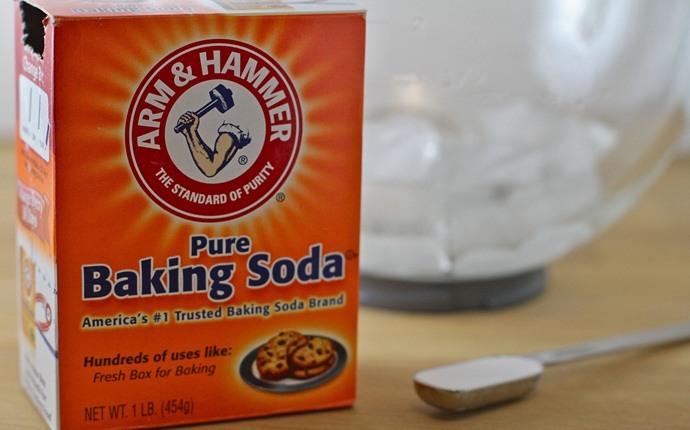 ARM & HAMMER
®
THE STANDARD OF PURITY
®
Pure
Baking Soda
America's #1 Trusted Baking Soda Brand
Hundreds of uses like:
Fresh Box for Baking
NET WT. 1 LB. (454g)